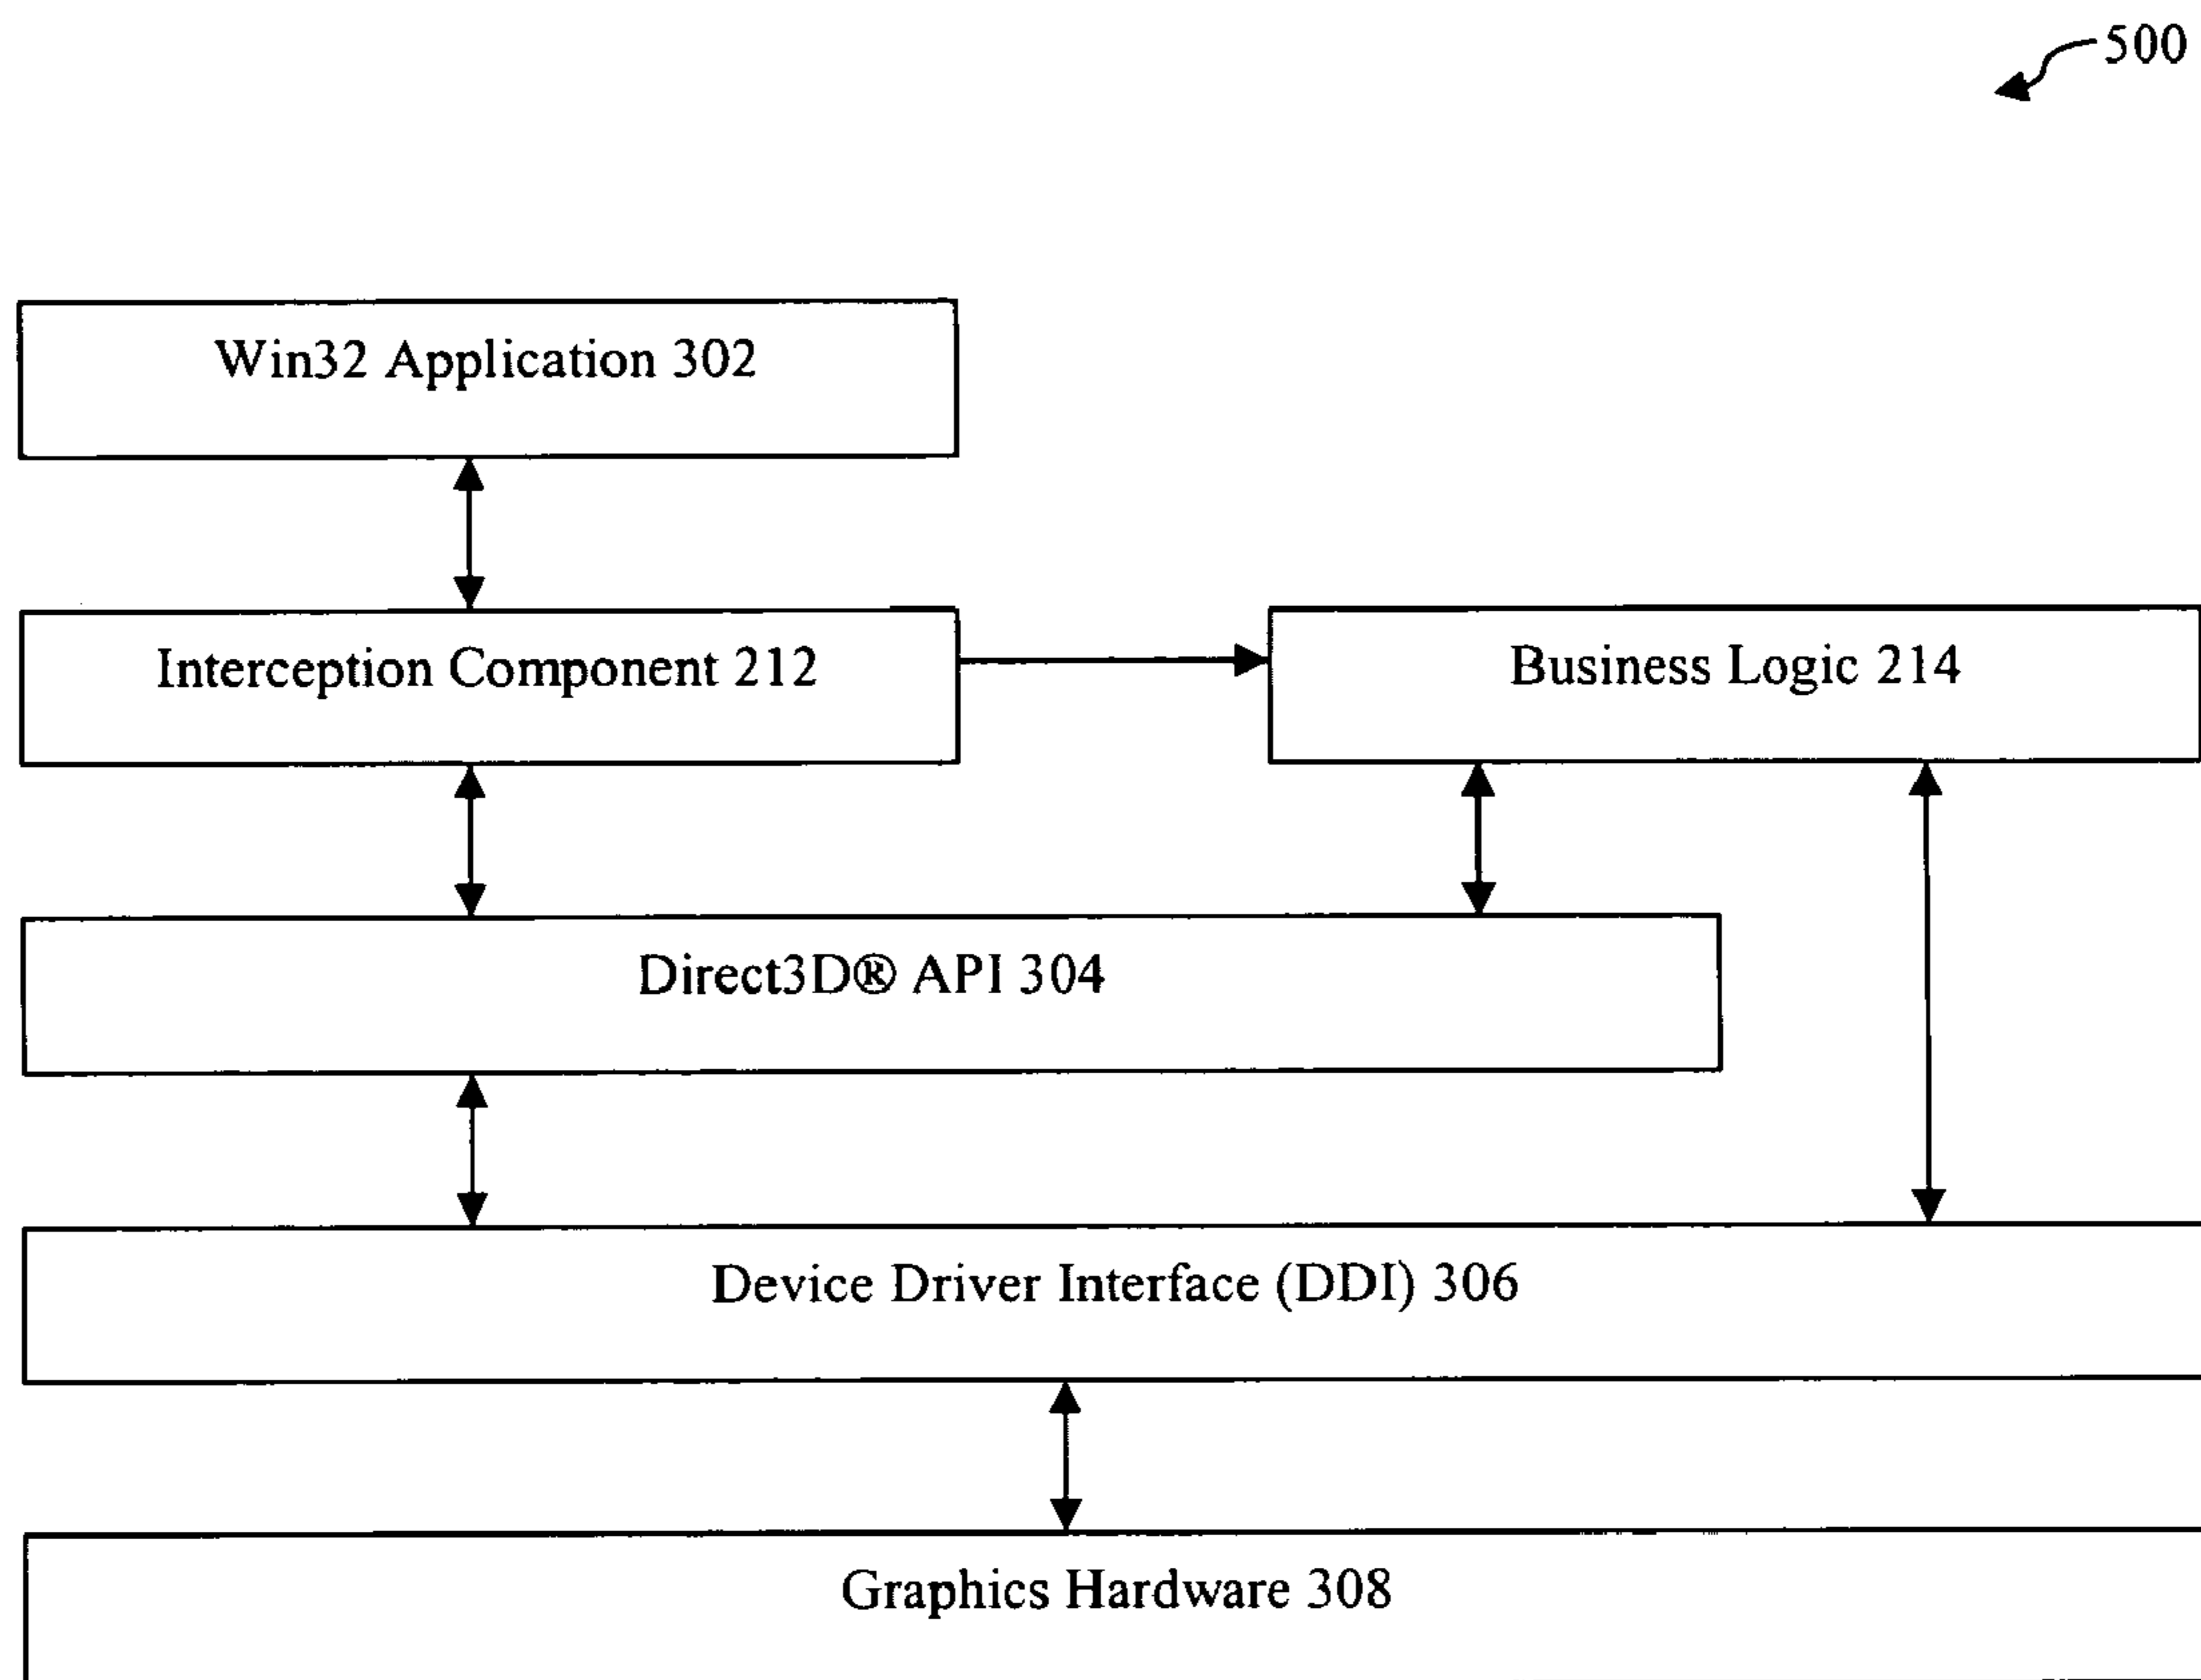 500
Win32 Application 302
Interception Component 212
Business Logic 214
Direct3D® API 304
Device Driver Interface (DDI) 306
Graphics Hardware 308